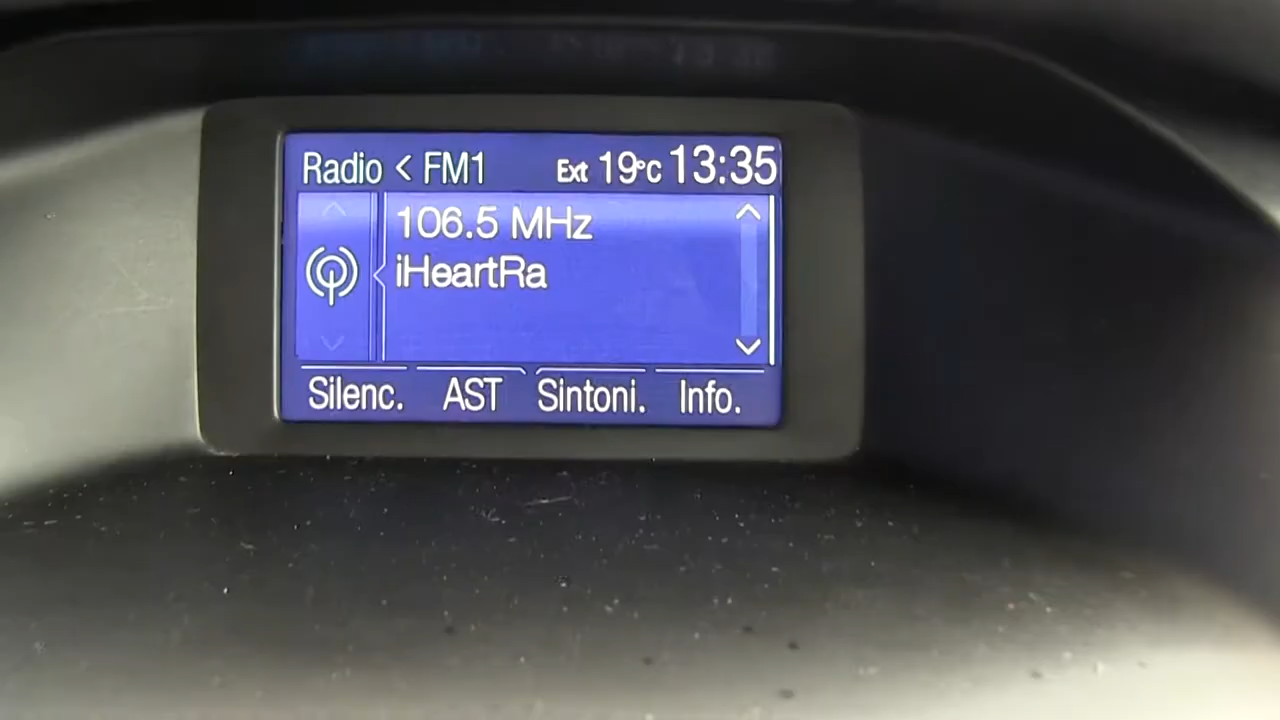 Radio < FM1 Ext 19°C 13:35
106.5 MHz
iHeartRa
Silenc. AST Sintoni. Info.